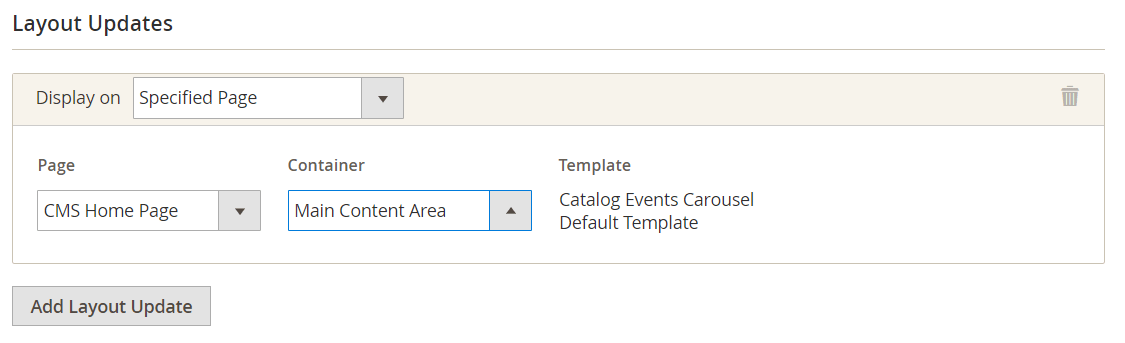 Layout Updates
Display on Specified Page
Page Container Template
CMS Home Page Main Content Area Catalog Events Carousel
Default Template
Add Layout Update